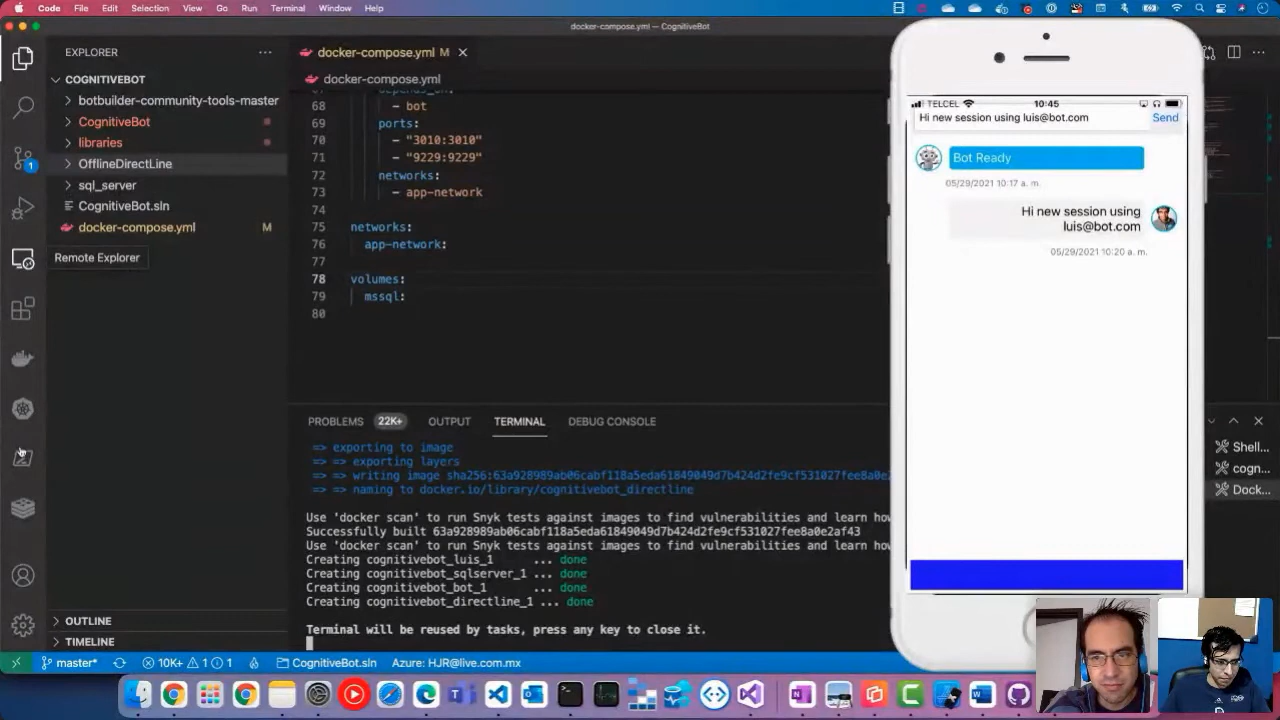 Code File Edit Selection View Go Run Terminal Window Help
docker-compose.yml — CognitiveBot
EXPLORER
docker-compose.yml M
COGNITIVEBOT
docker-compose.yml
botbuilder-community-tools-master
CognitiveBot
libraries
OfflineDirectLine
sql_server
CognitiveBot.sln
docker-compose.yml M
Remote Explorer
1
68 - bot
69 ports:
70 - "3010:3010"
71 - "9229:9229"
72 networks:
73 - app-network
74
75 networks:
76 app-network:
77
78 volumes:
79 mssql:
80
PROBLEMS 22K+ OUTPUT TERMINAL DEBUG CONSOLE
=> exporting to image
=> => exporting layers
=> => writing image sha256:63a928989ab06cabf118a5eda61849049d7b424d2fe9cf531027fee8a0e2
=> => naming to docker.io/library/cognitivebot_directline
Use 'docker scan' to run Snyk tests against images to find vulnerabilities and learn how
Successfully built 63a928989ab06cabf118a5eda61849049d7b424d2fe9cf531027fee8a0e2af43
Use 'docker scan' to run Snyk tests against images to find vulnerabilities and learn how
Creating cognitivebot_luis_1 ... done
Creating cognitivebot_sqlserver_1 ... done
Creating cognitivebot_bot_1 ... done
Creating cognitivebot_directline_1 ... done
Terminal will be reused by tasks, press any key to close it.
Shell...
cogn...
Dock...
OUTLINE
TIMELINE
master* 10K+ 1 1 CognitiveBot.sln Azure: HJR@live.com.mx
TELCEL 10:45
Hi new session using luis@bot.com Send
Bot Ready
05/29/2021 10:17 a. m.
Hi new session using
luis@bot.com
05/29/2021 10:20 a. m.